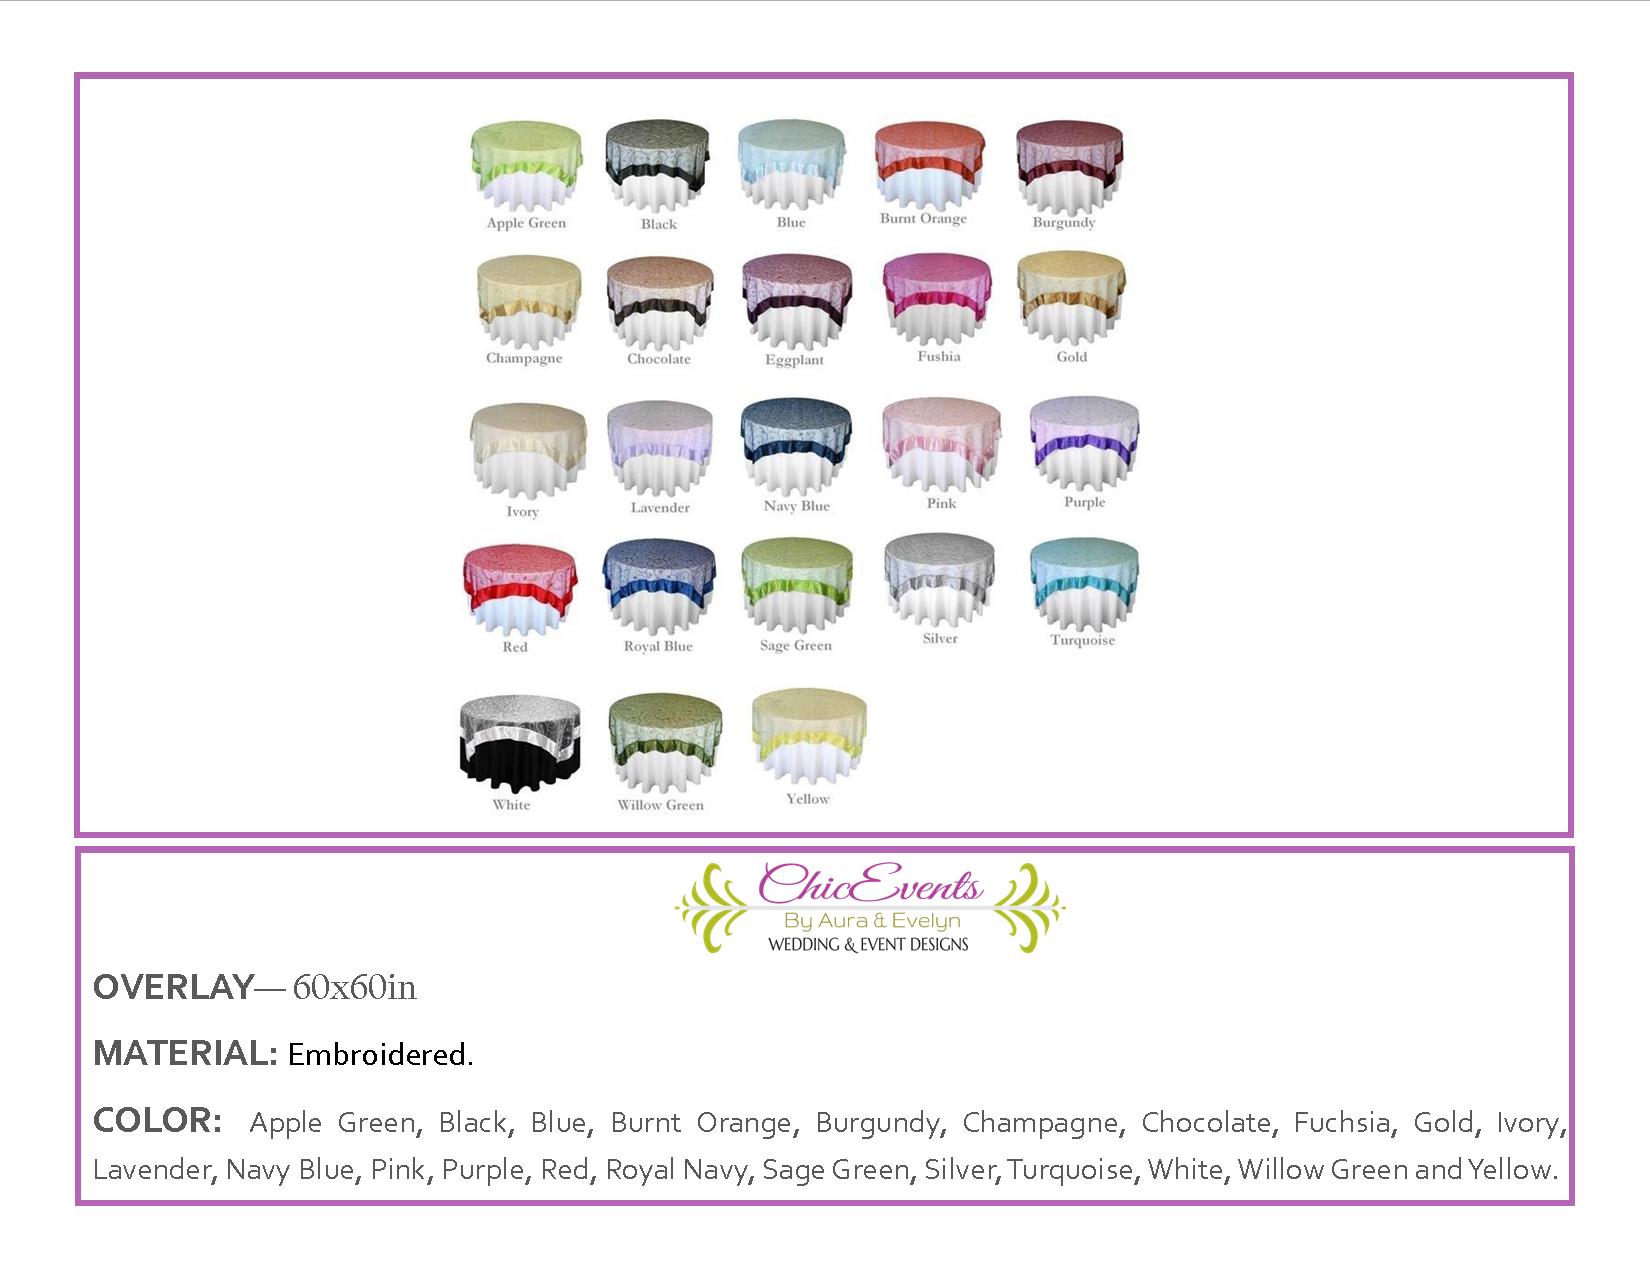 Apple Green Black Blue Burnt Orange Burgundy
Champagne Chocolate Eggplant Fushia Gold
Ivory Lavender Navy Blue Pink Purple
Red Royal Blue Sage Green Silver Turquoise
White Willow Green Yellow
ChicEvents
By Aura & Evelyn
WEDDING & EVENT DESIGNS
OVERLAY— 60x60in
MATERIAL: Embroidered.
COLOR: Apple Green, Black, Blue, Burnt Orange, Burgundy, Champagne, Chocolate, Fuchsia, Gold, Ivory,
Lavender, Navy Blue, Pink, Purple, Red, Royal Navy, Sage Green, Silver, Turquoise, White, Willow Green and Yellow.